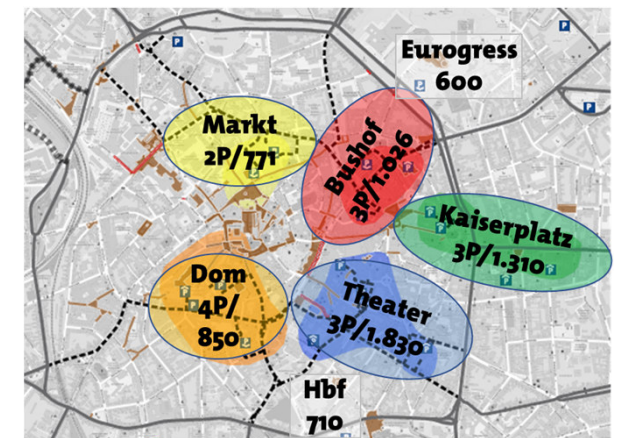 Eurogress
600
Markt
2P/771
Bushof
3P/1.026
Kaiserplatz
3P/1.310
Dom
4P/
850
Theater
3P/1.830
Hbf
710